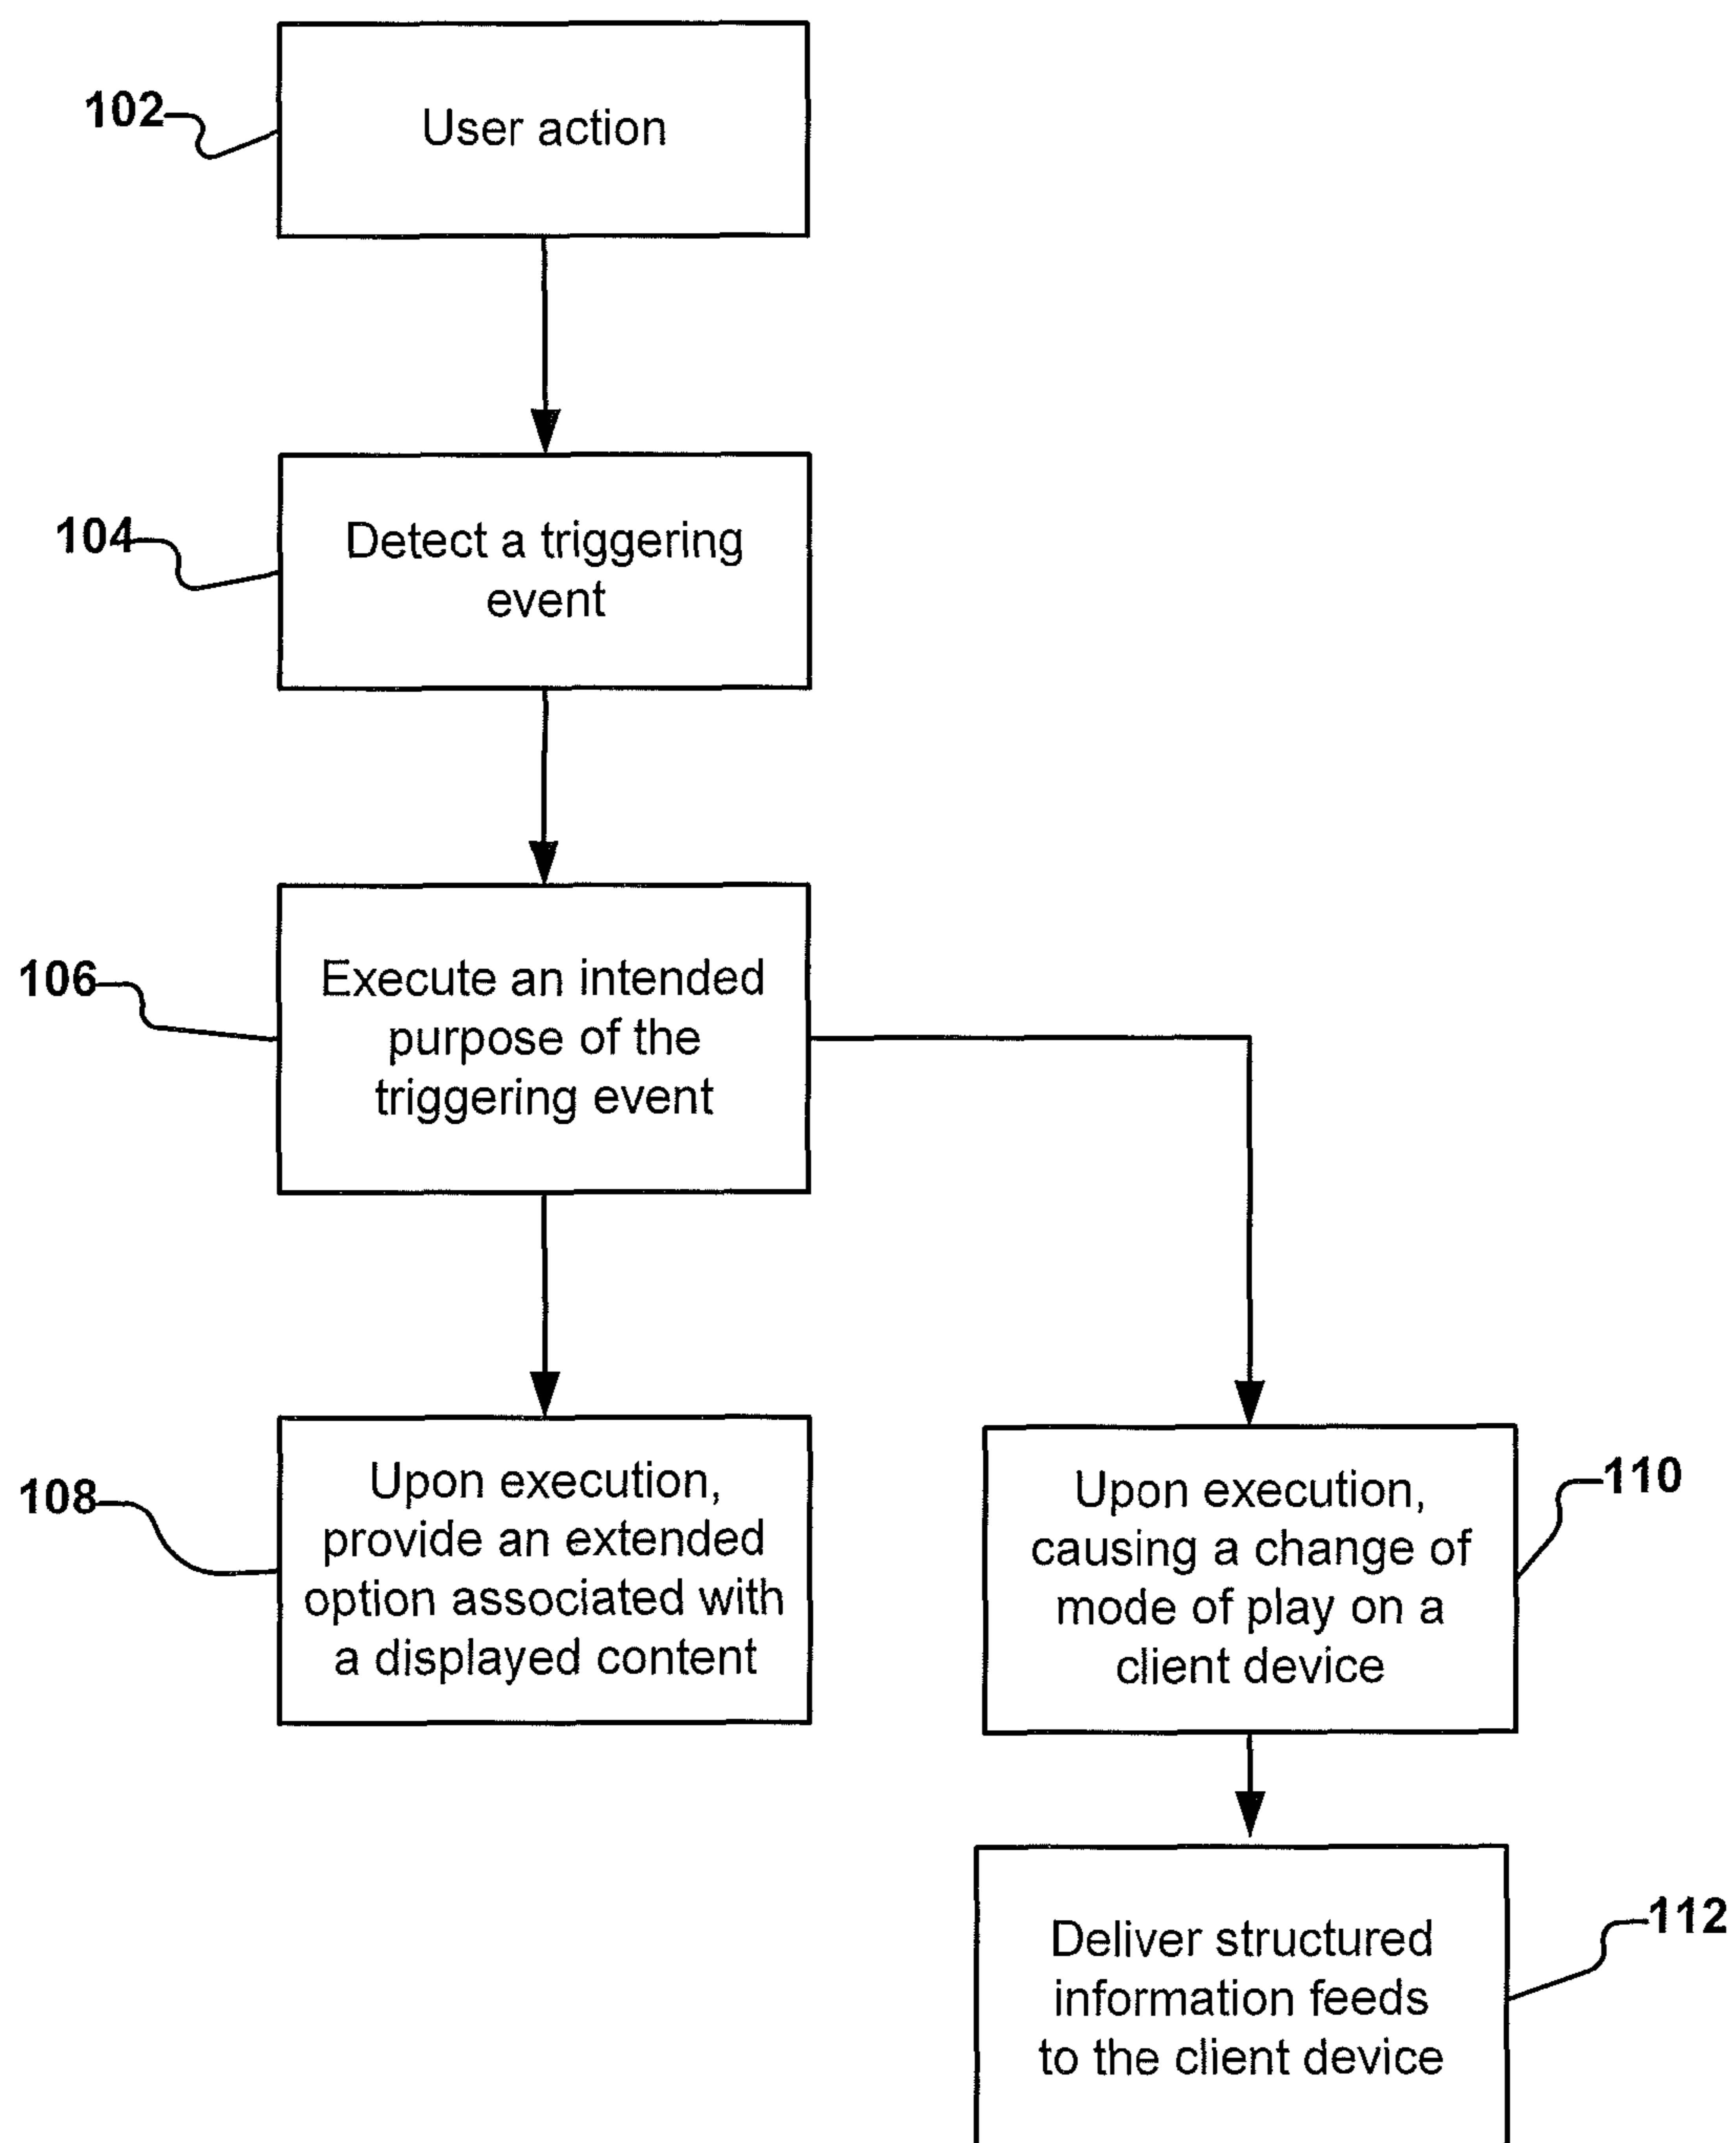 102
User action
104
Detect a triggering
event
106
Execute an intended
purpose of the
triggering event
108
Upon execution,
provide an extended
option associated with
a displayed content
110
Upon execution,
causing a change of
mode of play on a
client device
112
Deliver structured
information feeds
to the client device